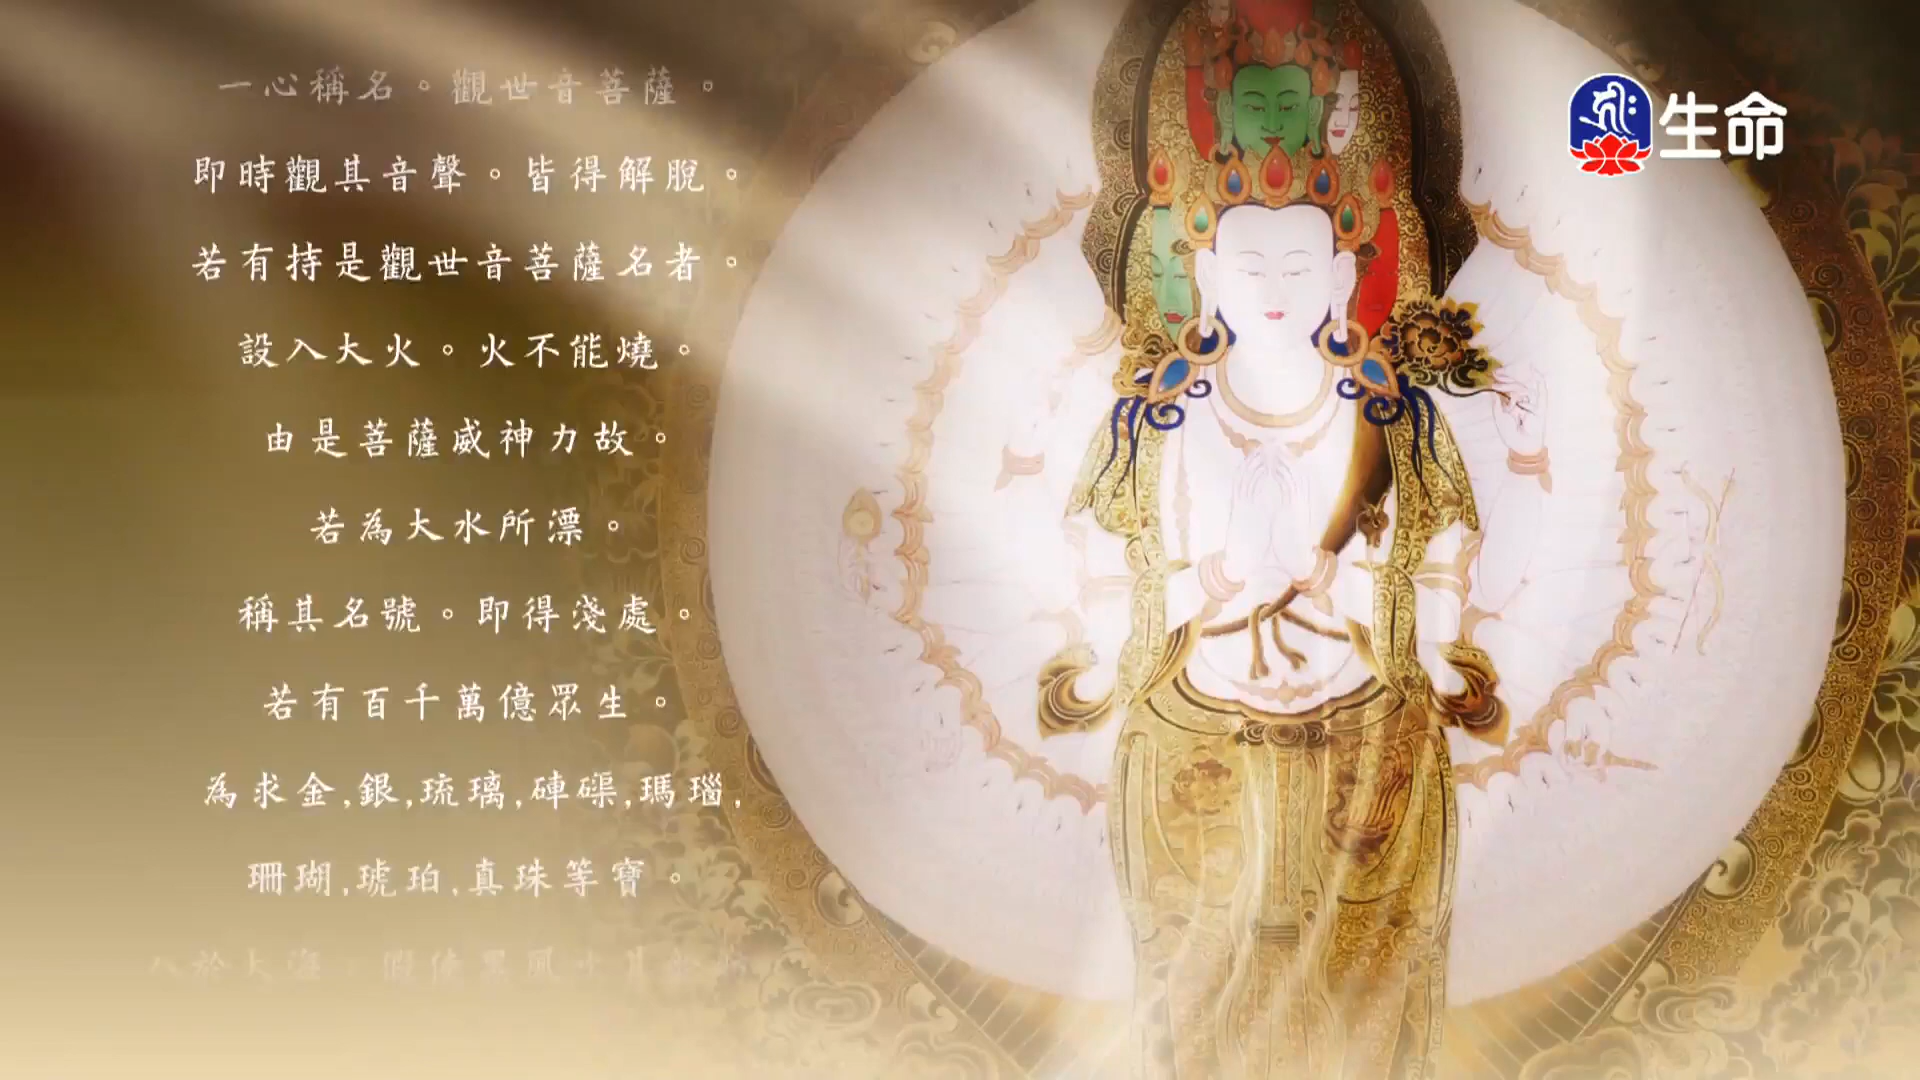 一心稱名。觀世音菩薩。
即時觀其音聲。皆得解脫。
若有持是觀世音菩薩名者。
設入大火。火不能燒。
由是菩薩威神力故。
若為大水所漂。
稱其名號。即得淺處。
若有百千萬億眾生。
為求金,銀,琉璃,硨磲,瑪瑙,
珊瑚,琥珀,真珠等寶。
生命